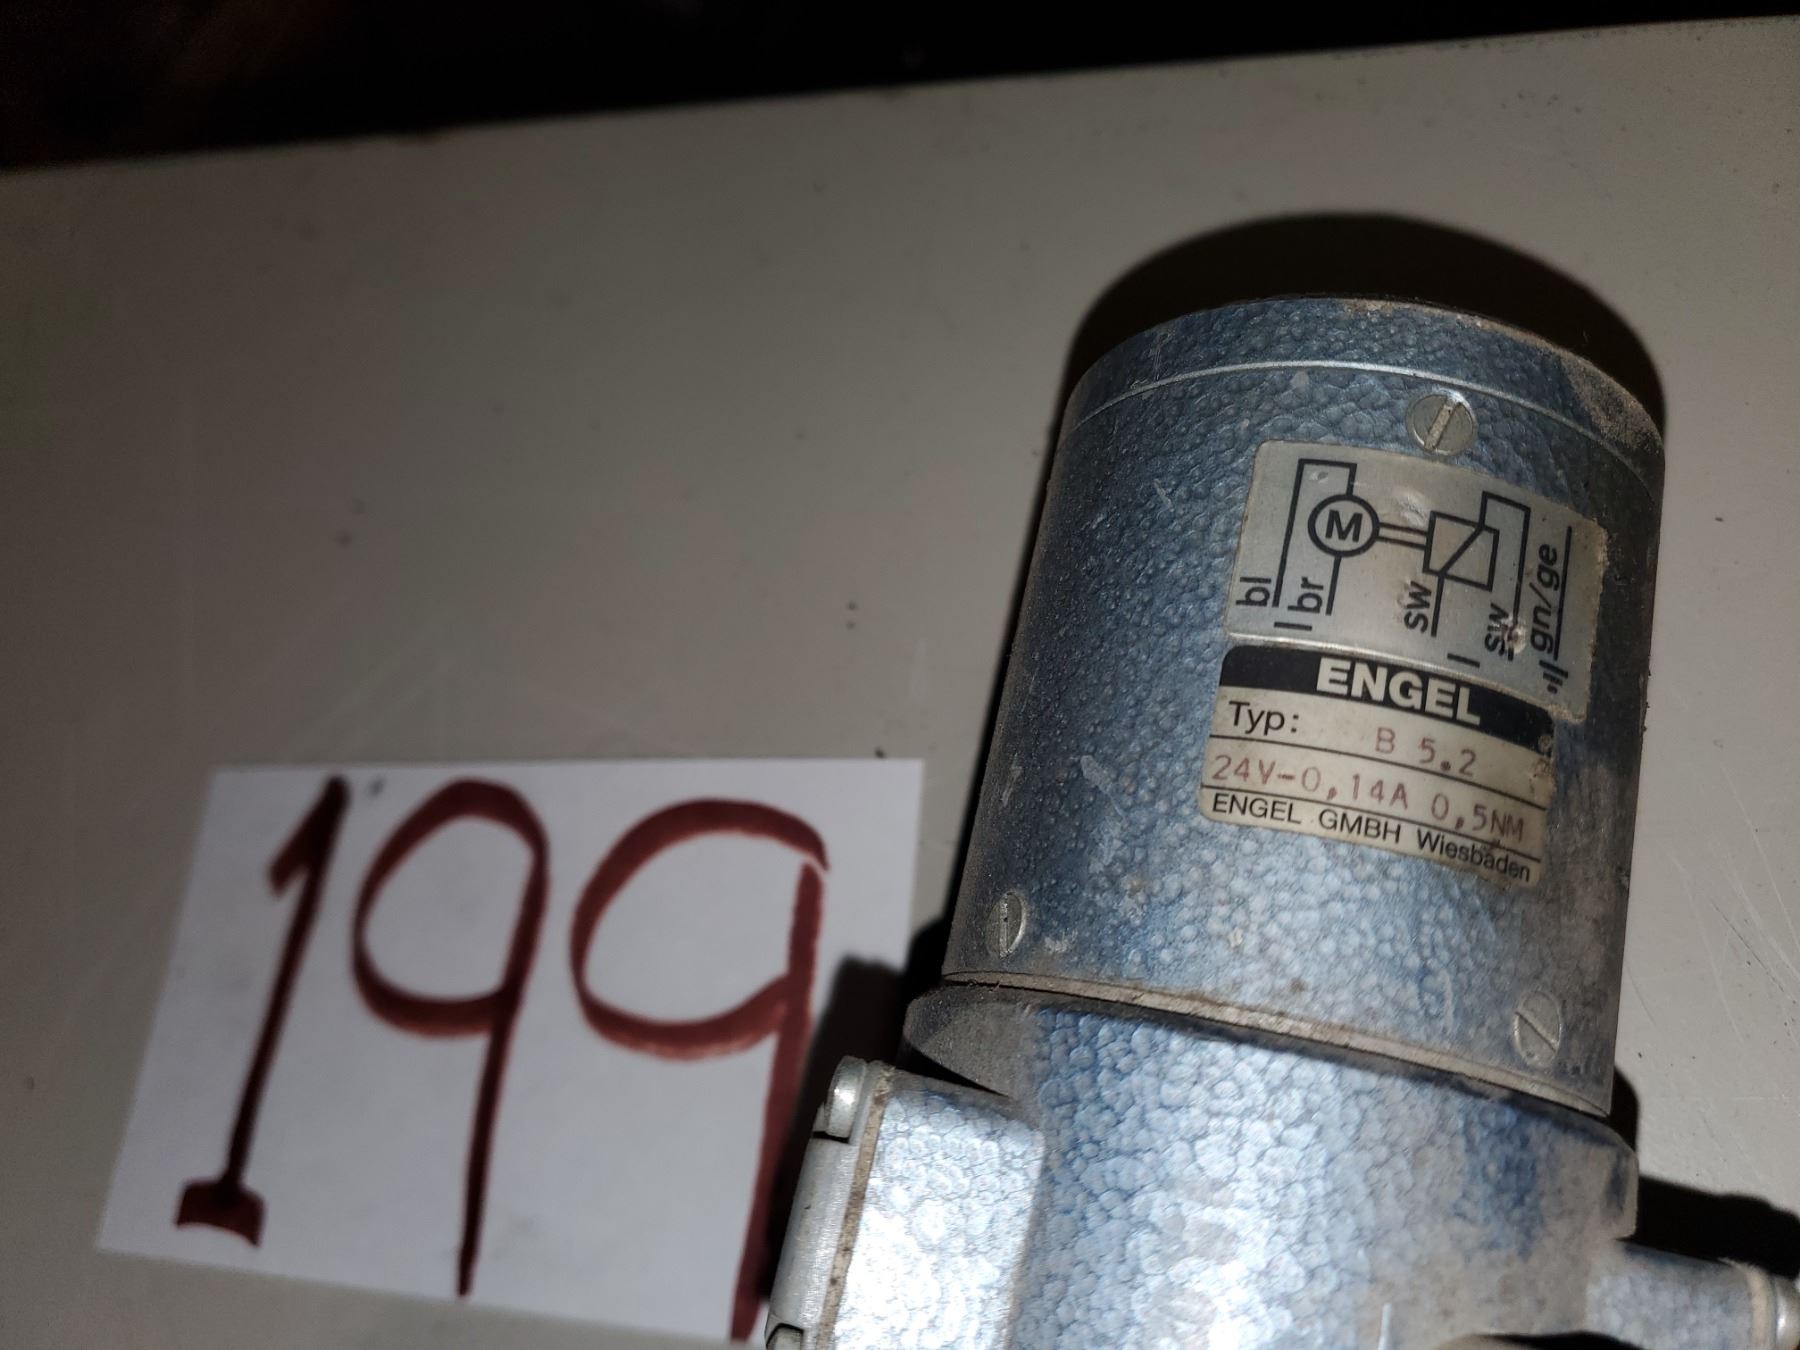 199
M
bl
br
sw
sw
gn/ge
ENGEL
Typ: B 5.2
24V-0,14A 0,5NM
ENGEL GMBH Wiesbaden